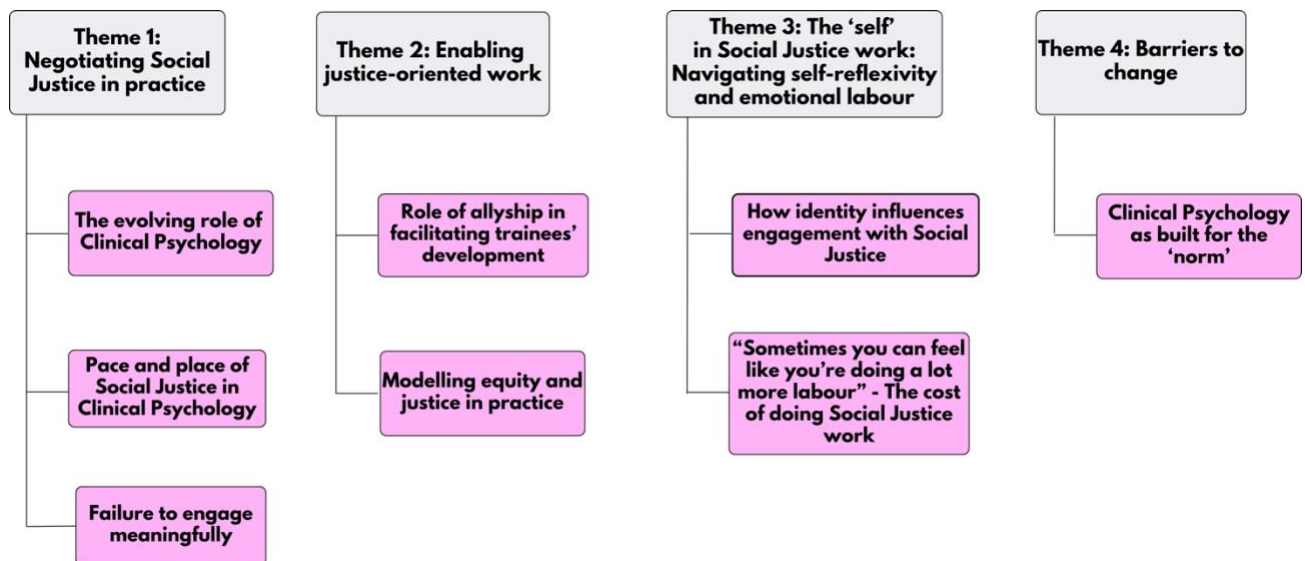 Theme 1:
Negotiating Social
Justice in practice
The evolving role of
Clinical Psychology
Pace and place of
Social Justice in
Clinical Psychology
Failure to engage
meaningfully
Theme 2: Enabling
justice-oriented work
Role of allyship in
facilitating trainees’
development
Modelling equity and
justice in practice
Theme 3: The ‘self’
in Social Justice work:
Navigating self-reflexivity
and emotional labour
How identity influences
engagement with Social
Justice
“Sometimes you can feel
like you’re doing a lot
more labour” - The cost
of doing Social Justice
work
Theme 4: Barriers to
change
Clinical Psychology
as built for the
‘norm’